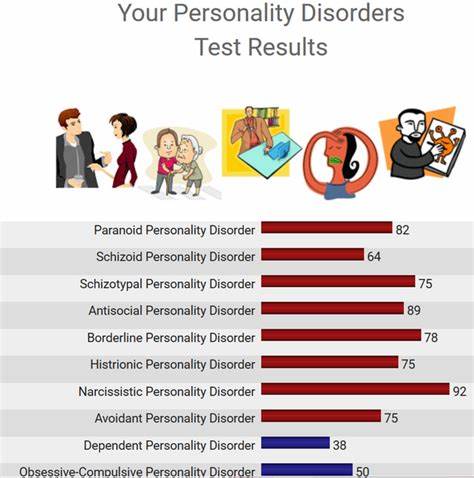 Your Personality Disorders
Test Results
Paranoid Personality Disorder 82
Schizoid Personality Disorder 64
Schizotypal Personality Disorder 75
Antisocial Personality Disorder 89
Borderline Personality Disorder 78
Histrionic Personality Disorder 75
Narcissistic Personality Disorder 92
Avoidant Personality Disorder 75
Dependent Personality Disorder 38
Obsessive-Compulsive Personality Disorder 50